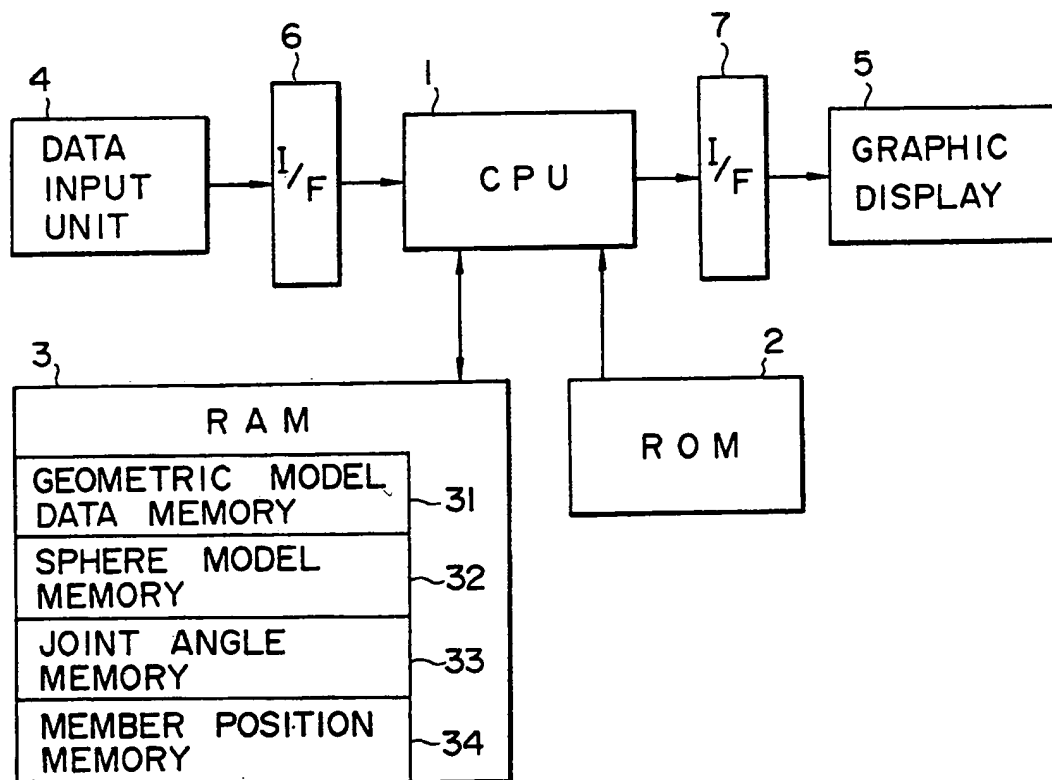 6
7
4
1
5
DATA
INPUT
UNIT
I/F
CPU
I/F
GRAPHIC
DISPLAY
3
2
RAM
ROM
GEOMETRIC MODEL
DATA MEMORY
31
SPHERE MODEL
MEMORY
32
JOINT ANGLE
MEMORY
33
MEMBER POSITION
MEMORY
34